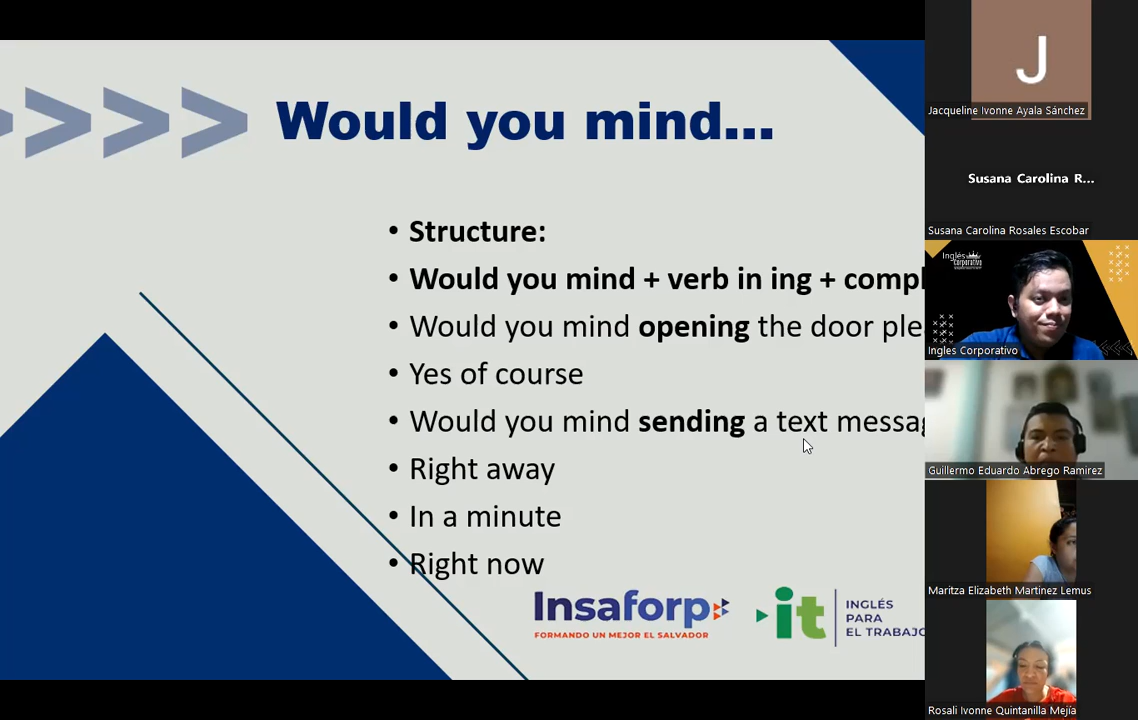 Would you mind...
• Structure:
• Would you mind + verb in ing +
• Would you mind opening the door
• Yes of course
• Would you mind sending a text
• Right away
• In a minute
• Right now
Insaforp
FORMANDO UN MEJOR EL SALVADOR
it
INGLÉS
PARA
EL TRABAJO
J
Jacqueline Ivonne Ayala Sánchez
Susana Carolina R...
Susana Carolina Rosales Escobar
Inglés
corporativo
Ingles Corporativo
Guillermo Eduardo Abrego Ramirez
Maritza Elizabeth Martinez Lemus
Rosali Ivonne Quintanilla Mejía